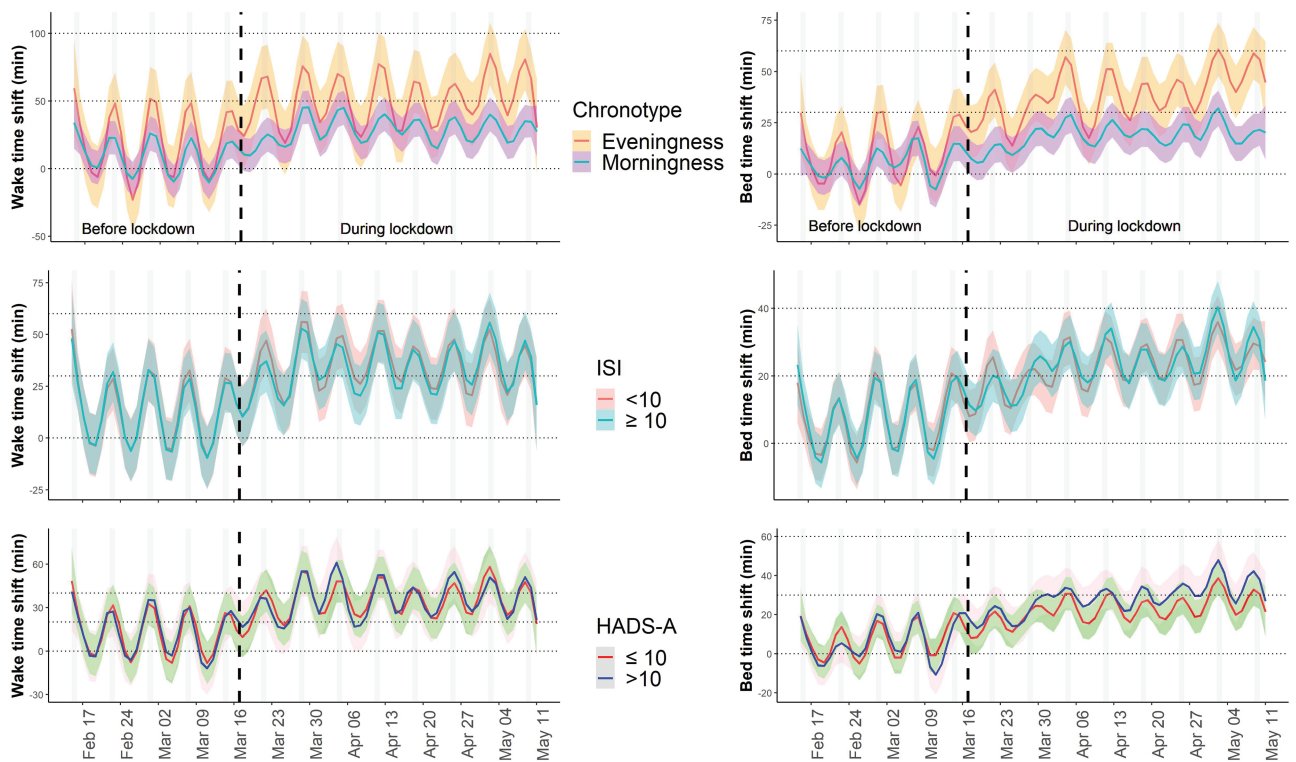 Wake time shift (min)
100
50
0
-50
Before lockdown
During lockdown
Chronotype
Eveningness
Morningness
Bed time shift (min)
75
50
25
0
-25
Before lockdown
During lockdown
Wake time shift (min)
75
50
25
0
-25
ISI
<10
≥ 10
Bed time shift (min)
40
20
0
Wake time shift (min)
60
40
20
0
-30
HADS-A
≤ 10
>10
Bed time shift (min)
60
40
20
0
-20
Feb 17
Feb 24
Mar 02
Mar 09
Mar 16
Mar 23
Mar 30
Apr 06
Apr 13
Apr 20
Apr 27
May 04
May 11
Feb 17
Feb 24
Mar 02
Mar 09
Mar 16
Mar 23
Mar 30
Apr 06
Apr 13
Apr 20
Apr 27
May 04
May 11